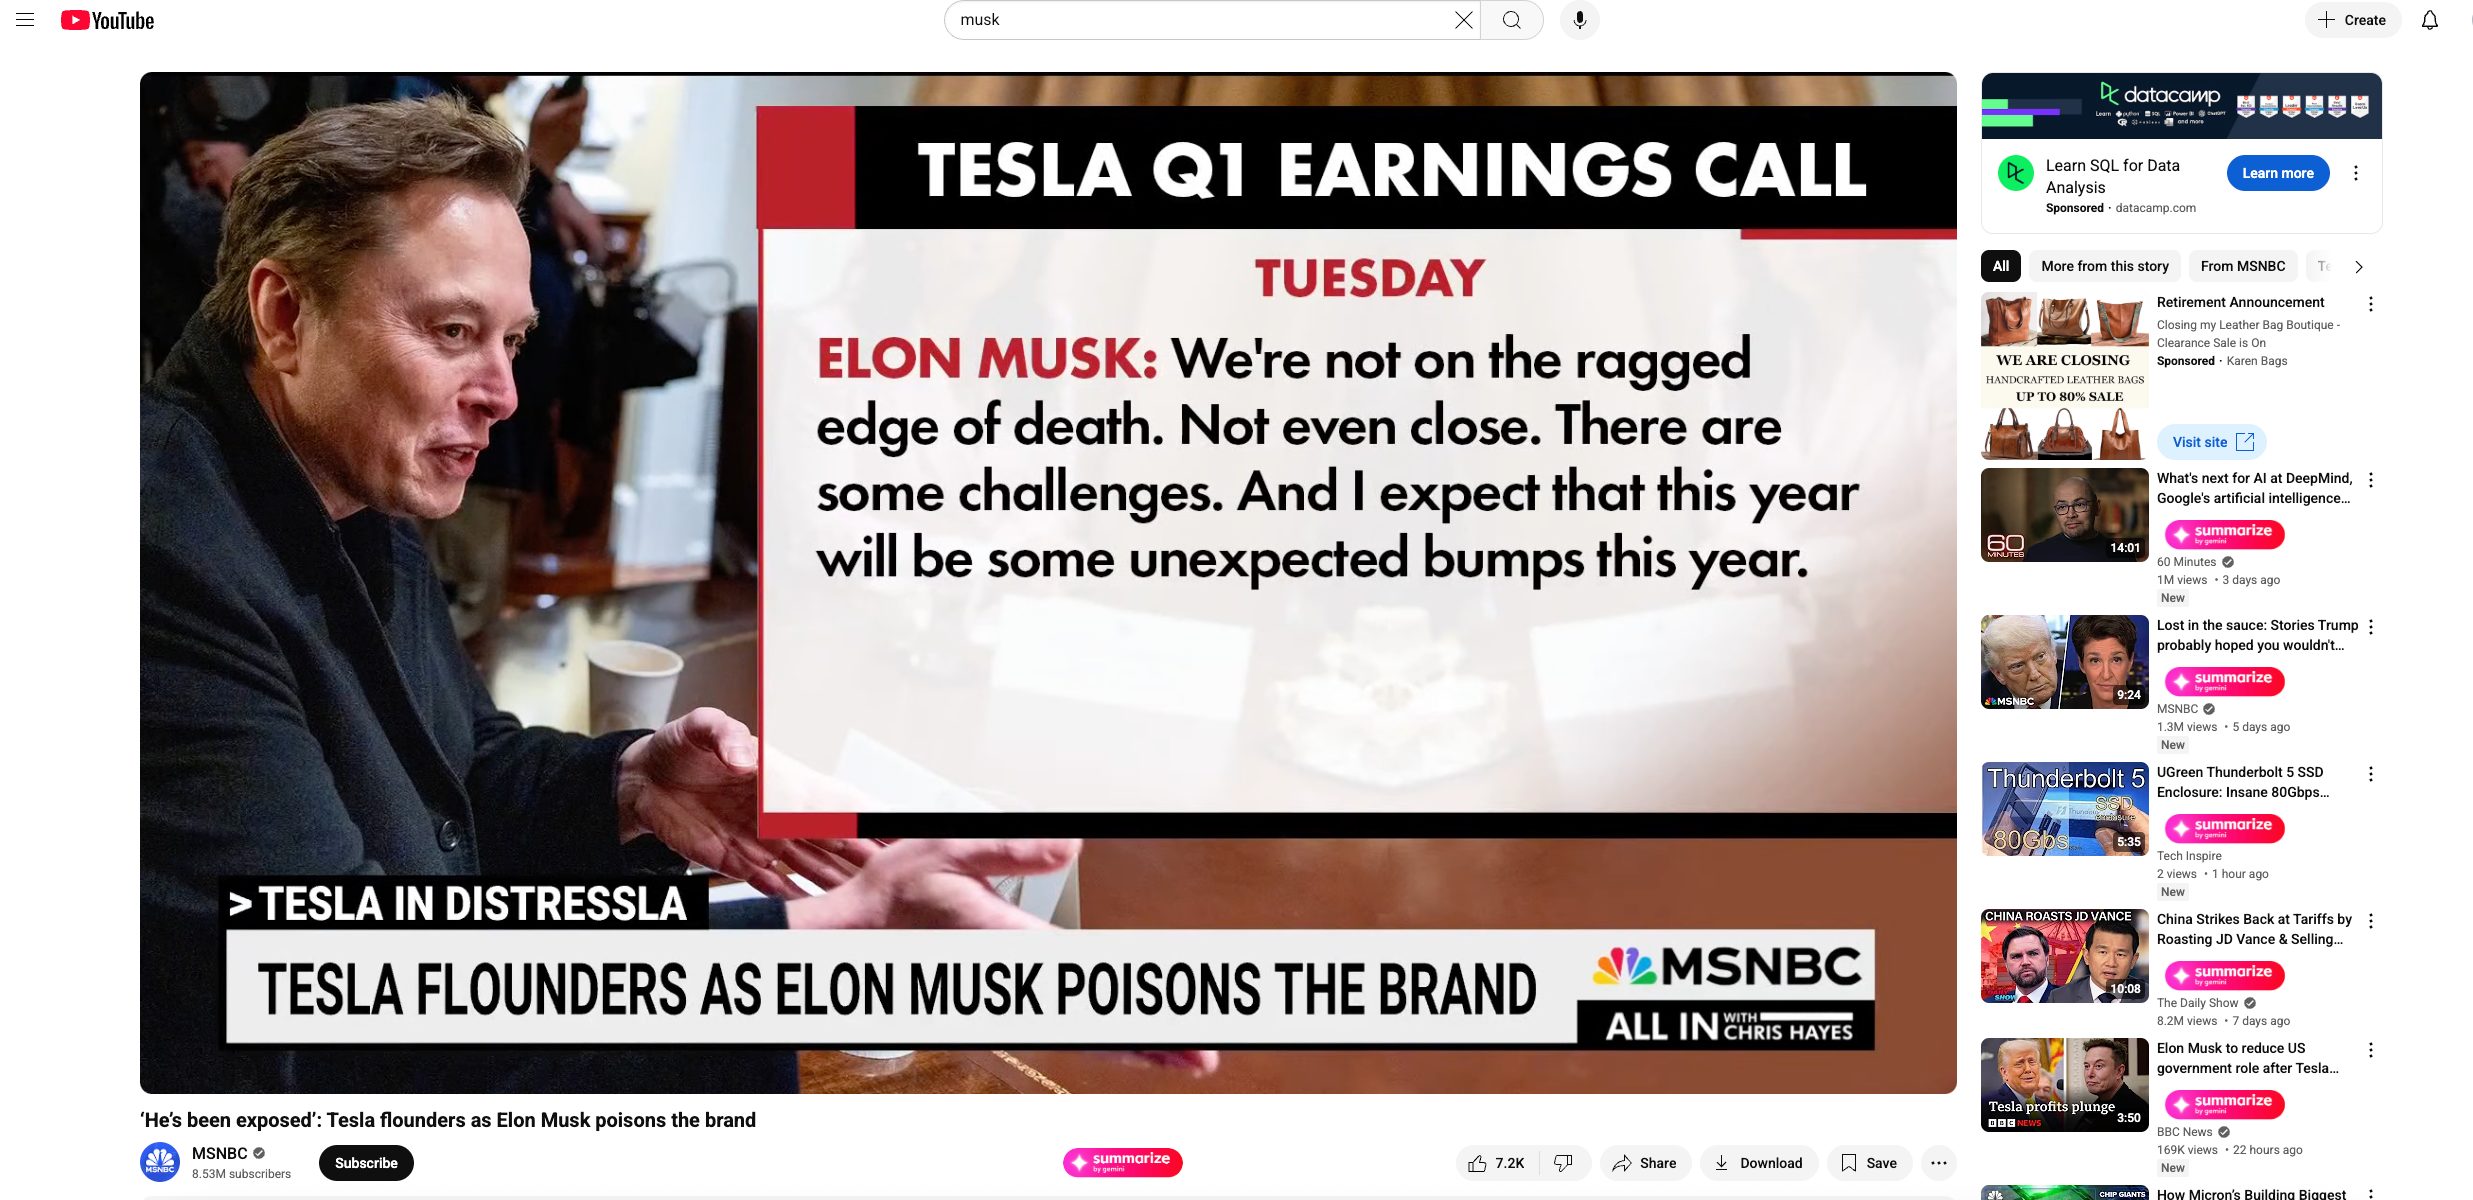 YouTube
musk
Create
TESLA Q1 EARNINGS CALL
TUESDAY
ELON MUSK: We're not on the ragged
edge of death. Not even close. There are
some challenges. And I expect that this year
will be some unexpected bumps this year.
>TESLA IN DISTRESSLA
TESLA FLOUNDERS AS ELON MUSK POISONS THE BRAND
MSNBC
ALL IN WITH CHRIS HAYES
‘He’s been exposed’: Tesla flounders as Elon Musk poisons the brand
MSNBC
MSNBC
8.53M subscribers
Subscribe
summarize
by gemini
7.2K
Share
Download
Save
datacamp
Learn python SQL Power BI ChatGPT
and more
Learn SQL for Data
Analysis
Sponsored · datacamp.com
Learn more
All
More from this story
From MSNBC
Te
WE ARE CLOSING
HANDCRAFTED LEATHER BAGS
UP TO 80% SALE
Retirement Announcement
Closing my Leather Bag Boutique -
Clearance Sale is On
Sponsored · Karen Bags
Visit site
60
MINUTES
14:01
What's next for AI at DeepMind,
Google's artificial intelligence...
summarize
by gemini
60 Minutes
1M views • 3 days ago
New
MSNBC
9:24
Lost in the sauce: Stories Trump
probably hoped you wouldn't...
summarize
by gemini
MSNBC
1.3M views • 5 days ago
New
Thunderbolt 5
SSD
enclosure
80Gbs
5:35
UGreen Thunderbolt 5 SSD
Enclosure: Insane 80Gbps...
summarize
by gemini
Tech Inspire
2 views • 1 hour ago
New
CHINA ROASTS JD VANCE
SHOW
10:08
China Strikes Back at Tariffs by
Roasting JD Vance & Selling...
summarize
by gemini
The Daily Show
8.2M views • 7 days ago
Tesla profits plunge
BBC NEWS
3:50
Elon Musk to reduce US
government role after Tesla...
summarize
by gemini
BBC News
169K views • 22 hours ago
New
CHIP GIANTS
How Micron's Building Biggest